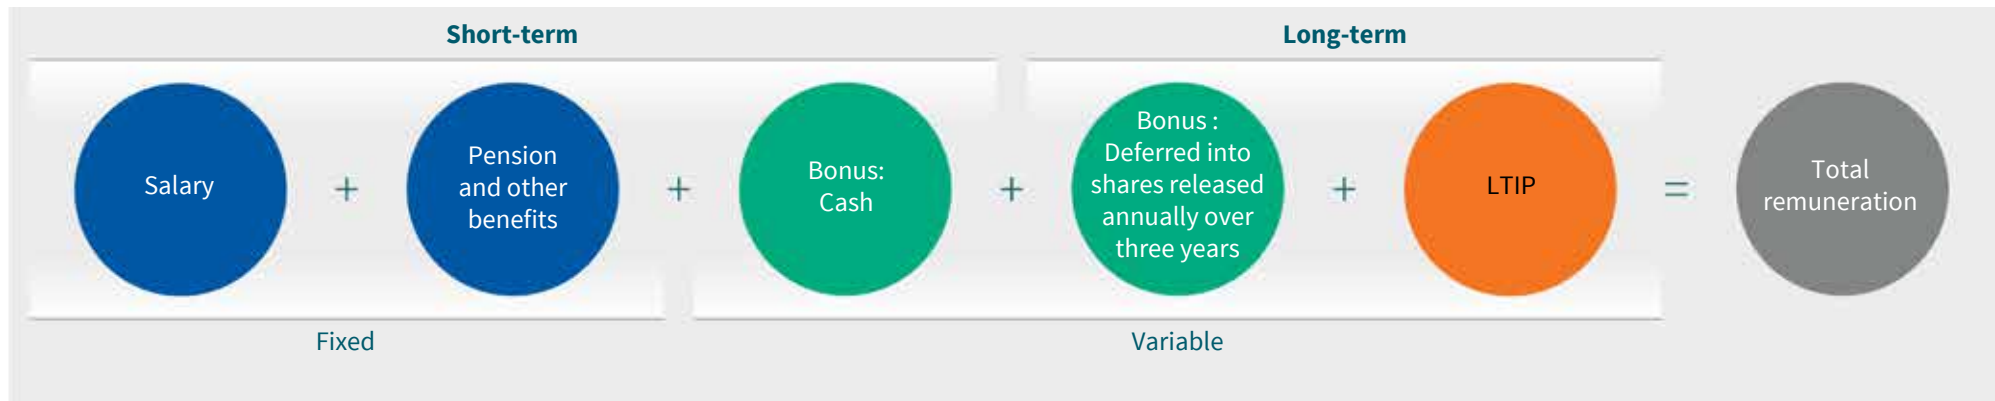 Short-term
Long-term
Salary
+
Pension
and other
benefits
+
Bonus:
Cash
+
Bonus :
Deferred into
shares released
annually over
three years
+
LTIP
=
Total
remuneration
Fixed
Variable